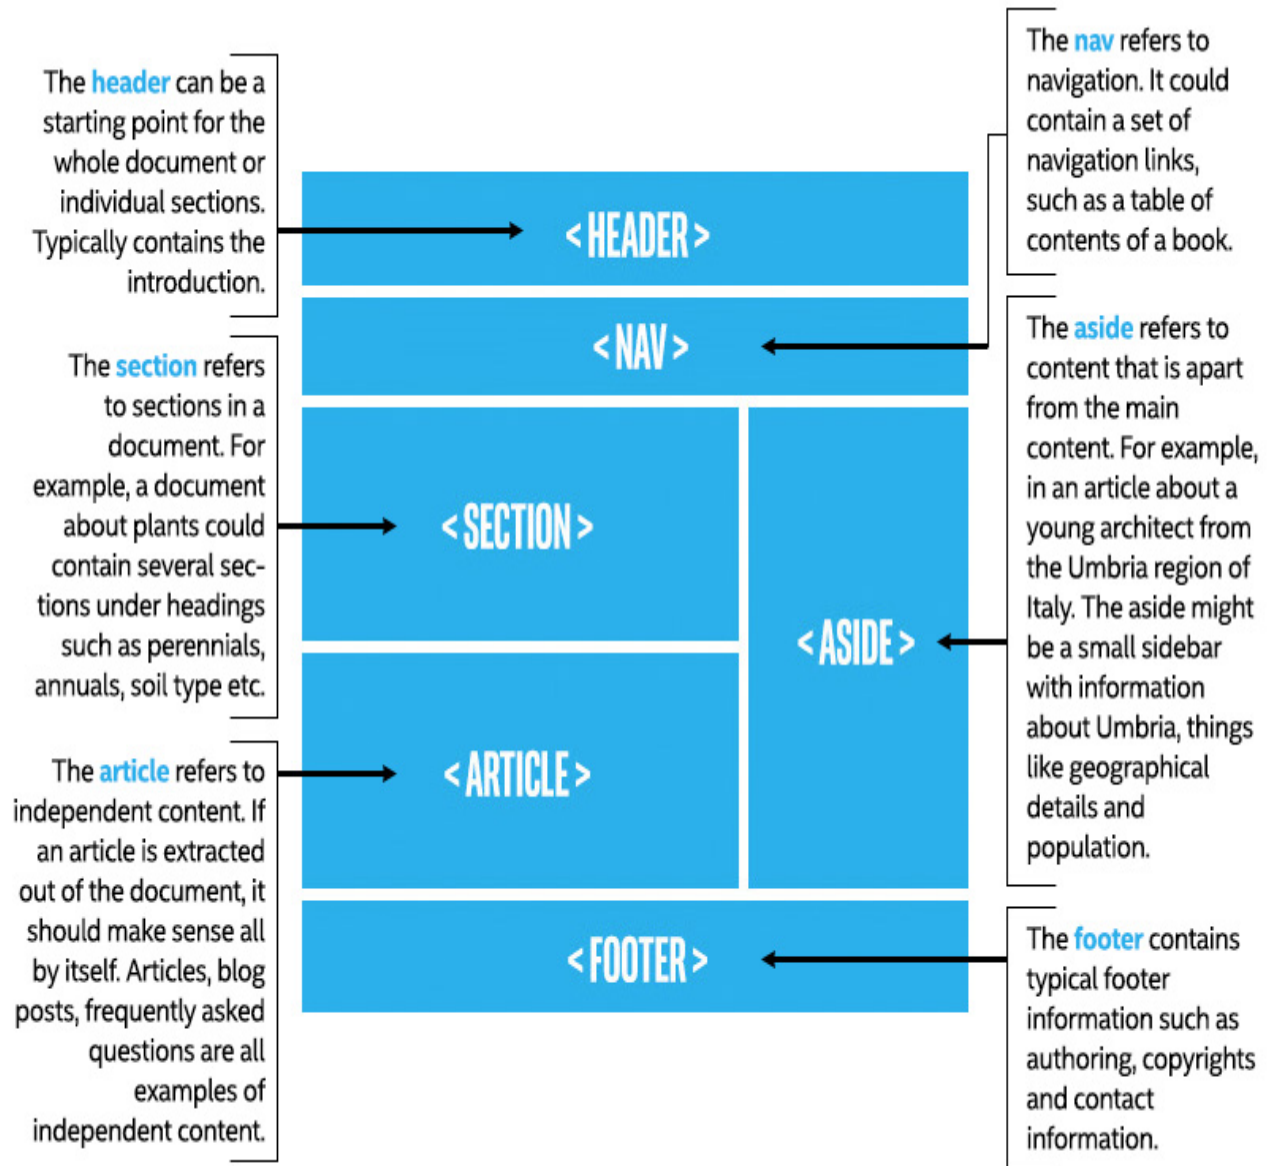 The header can be a
starting point for the
whole document or
individual sections.
Typically contains the
introduction.
The section refers
to sections in a
document. For
example, a document
about plants could
contain several sec-
tions under headings
such as perennials,
annuals, soil type etc.
The article refers to
independent content. If
an article is extracted
out of the document, it
should make sense all
by itself. Articles, blog
posts, frequently asked
questions are all
examples of
independent content.
<HEADER>
<NAV>
<SECTION>
<ARTICLE>
<ASIDE>
<FOOTER>
The nav refers to
navigation. It could
contain a set of
navigation links,
such as a table of
contents of a book.
The aside refers to
content that is apart
from the main
content. For example,
in an article about a
young architect from
the Umbria region of
Italy. The aside might
be a small sidebar
with information
about Umbria, things
like geographical
details and
population.
The footer contains
typical footer
information such as
authoring, copyrights
and contact
information.